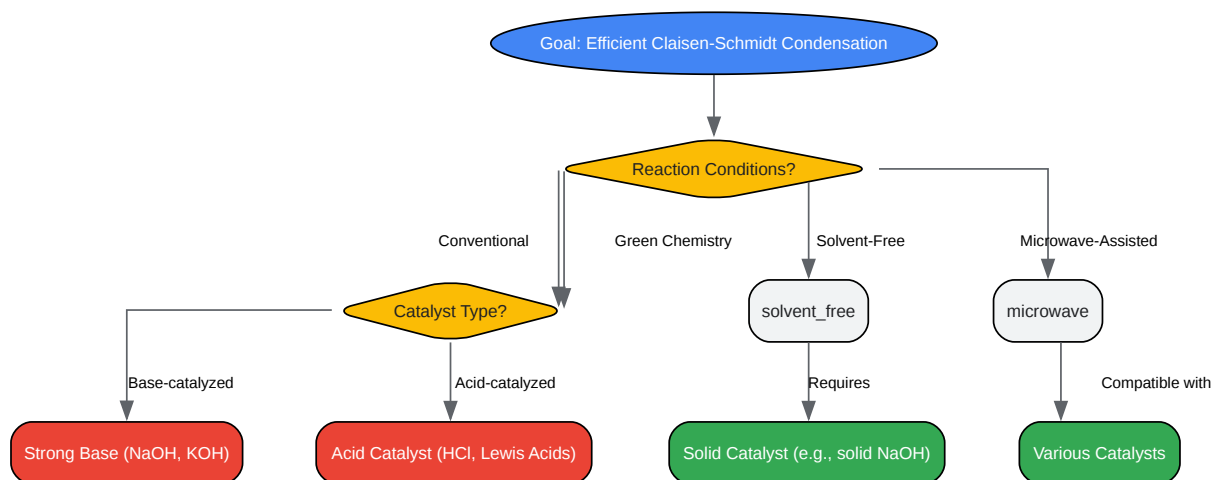 Goal: Efficient Claisen-Schmidt Condensation
Reaction Conditions?
Conventional
Green Chemistry
Solvent-Free
Microwave-Assisted
Catalyst Type?
solvent_free
microwave
Base-catalyzed
Acid-catalyzed
Requires
Compatible with
Strong Base (NaOH, KOH)
Acid Catalyst (HCl, Lewis Acids)
Solid Catalyst (e.g., solid NaOH)
Various Catalysts